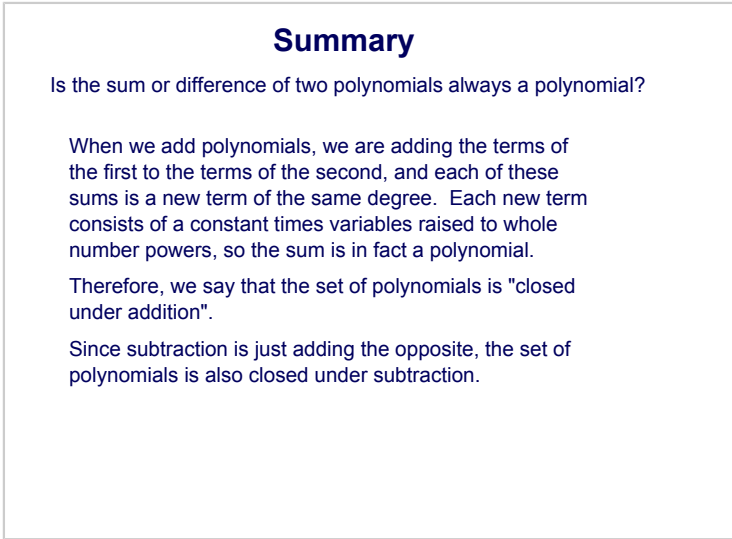 Summary
Is the sum or difference of two polynomials always a polynomial?
When we add polynomials, we are adding the terms of
the first to the terms of the second, and each of these
sums is a new term of the same degree.  Each new term
consists of a constant times variables raised to whole
number powers, so the sum is in fact a polynomial.
Therefore, we say that the set of polynomials is "closed
under addition".
Since subtraction is just adding the opposite, the set of
polynomials is also closed under subtraction.